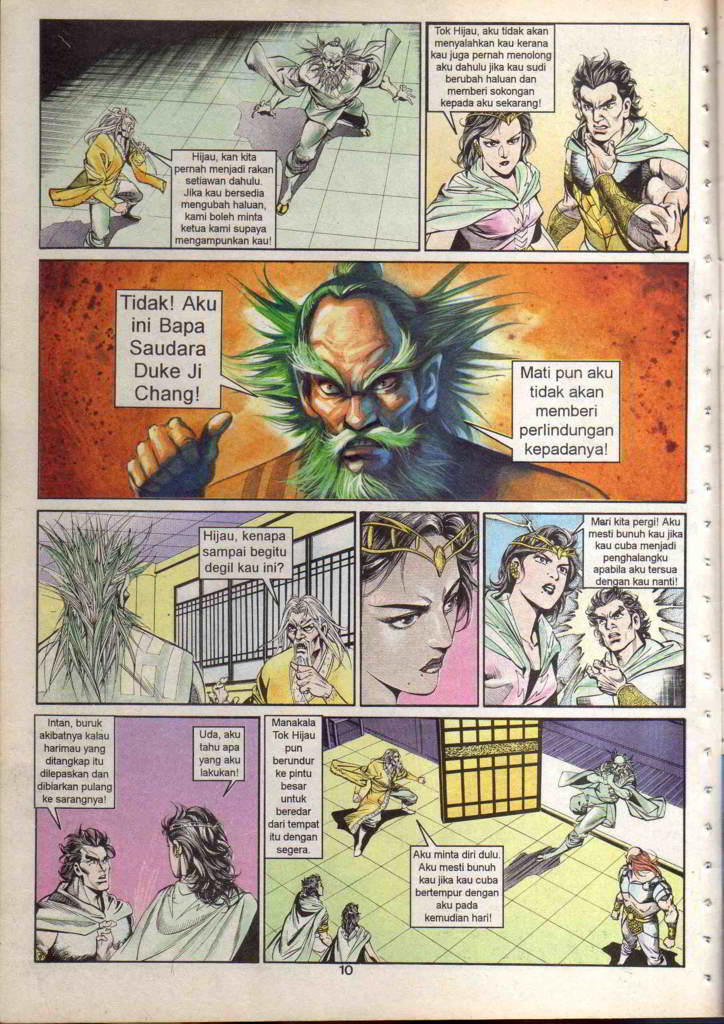 Hijau, kan kita
pernah menjadi rakan
setiawan dahulu.
Jika kau bersedia
mengubah haluan,
kami boleh minta
ketua kami supaya
mengampunkan kau!
Tok Hijau, aku tidak akan
menyalahkan kau kerana
kau juga pernah menolong
aku dahulu jika kau sudi
berubah haluan dan
memberi sokongan
kepada aku sekarang!
Tidak! Aku
ini Bapa
Saudara
Duke Ji
Chang!
Mati pun aku
tidak akan
memberi
perlindungan
kepadanya!
Hijau, kenapa
sampai begitu
degil kau ini?
Mari kita pergi! Aku
mesti bunuh kau jika
kau cuba menjadi
penghalangku
apabila aku tersua
dengan kau nanti!
Intan, buruk
akibatnya kalau
harimau yang
ditangkap itu
dilepaskan dan
dibiarkan pulang
ke sarangnya!
Uda, aku
tahu apa
yang aku
lakukan!
Manakala
Tok Hijau
pun
berundur
ke pintu
besar
untuk
beredar
dari tempat
itu dengan
segera.
Aku minta diri dulu.
Aku mesti bunuh
kau jika kau cuba
bertempur dengan
aku pada
kemudian hari!
10